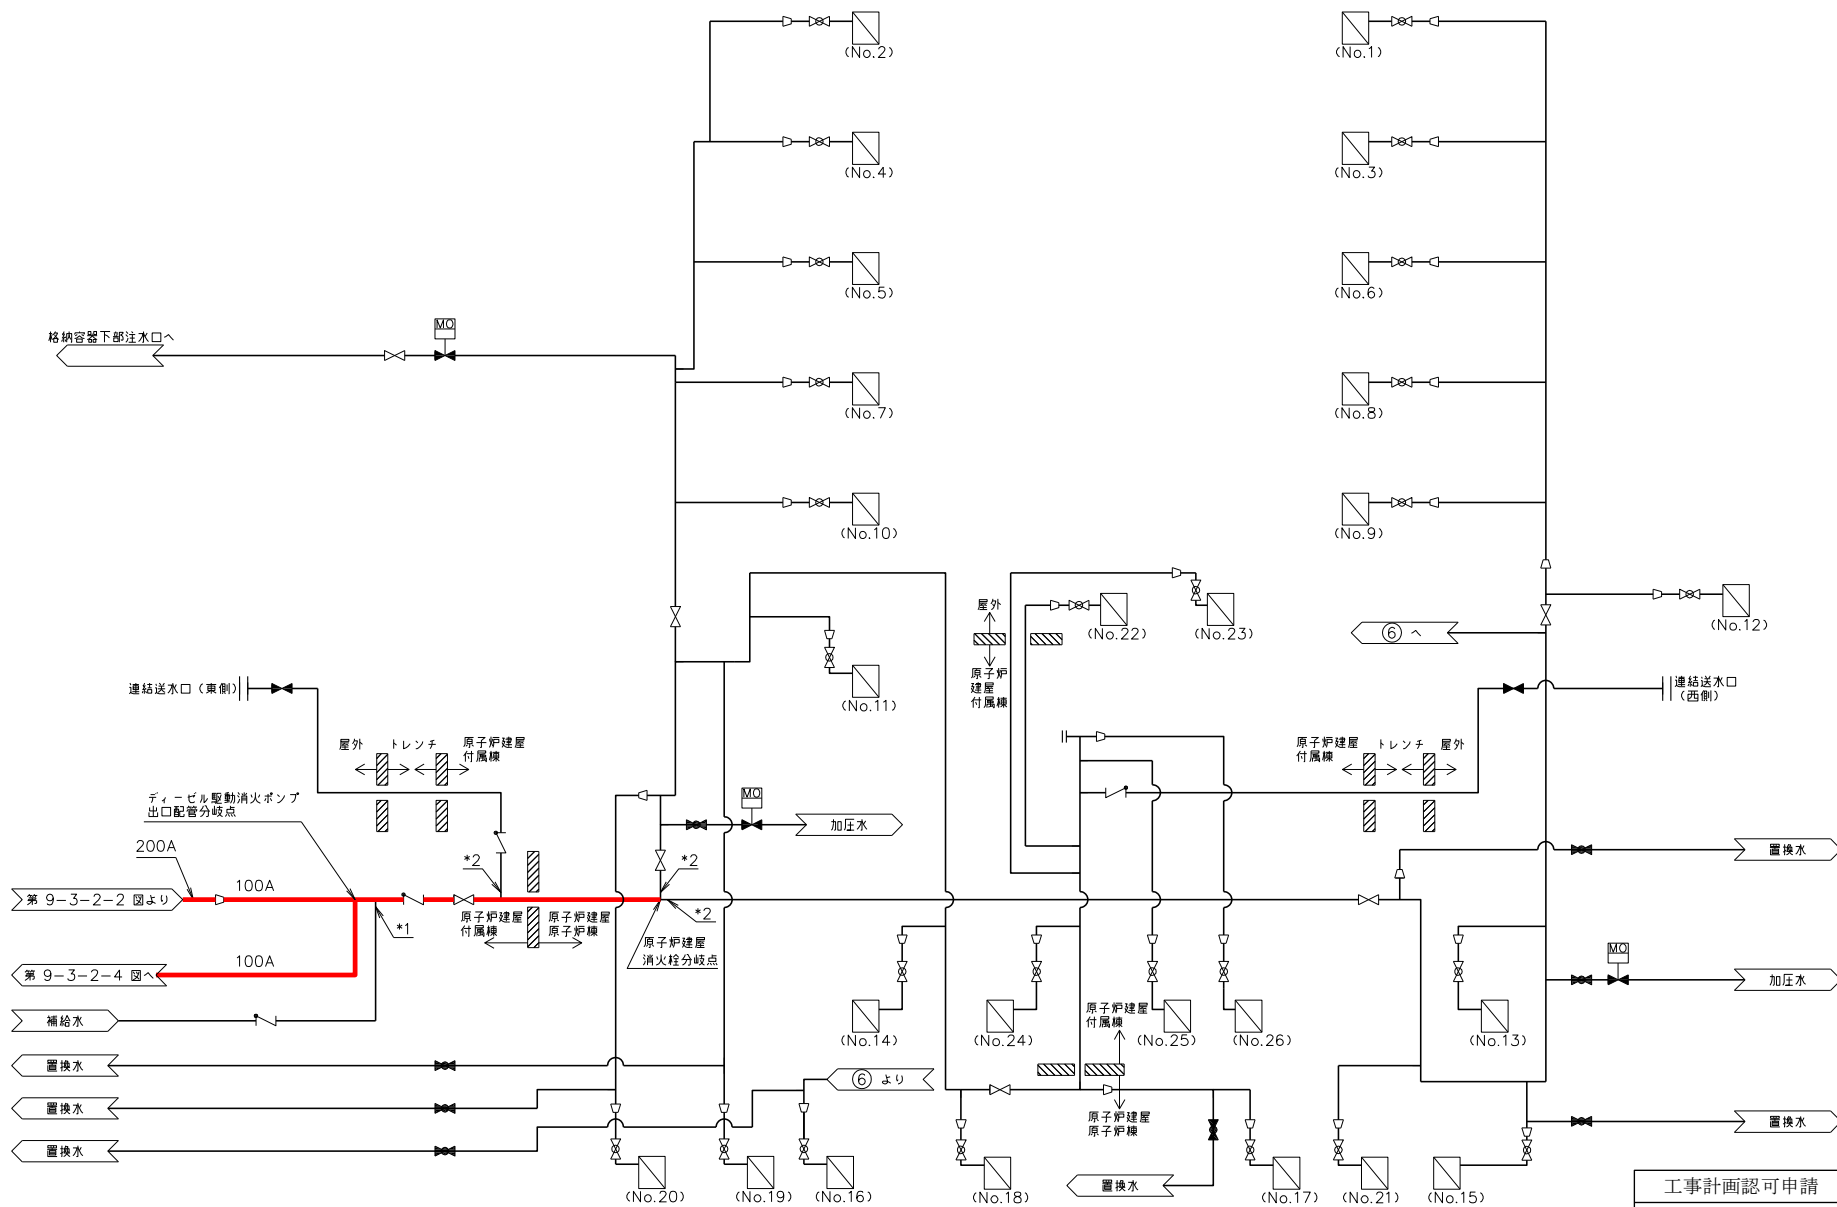 (No.2)
(No.1)
(No.4)
(No.3)
(No.5)
(No.6)
格納容器下部注水口へ
MO
(No.7)
(No.8)
(No.10)
(No.9)
屋外
(No.22)
(No.23)
(No.12)
⑥ へ
原子炉
建屋
付属棟
連結送水口(東側)
(No.11)
連結送水口
(西側)
屋外
トレンチ
原子炉建屋
付属棟
原子炉建屋
付属棟
トレンチ
屋外
ディーゼル駆動消火ポンプ
出口配管分岐点
MO
加圧水
200A
*2
*2
置換水
100A
第 9-3-2-2 図より
*1
原子炉建屋
付属棟
原子炉建屋
原子炉棟
*2
原子炉建屋
消火栓分岐点
100A
第 9-3-2-4 図へ
MO
加圧水
補給水
原子炉建屋
付属棟
(No.14)
(No.24)
(No.25)
(No.26)
(No.13)
置換水
⑥ より
置換水
原子炉建屋
原子炉棟
置換水
置換水
置換水
(No.20)
(No.19)
(No.16)
(No.18)
(No.17)
(No.21)
(No.15)
工事計画認可申請